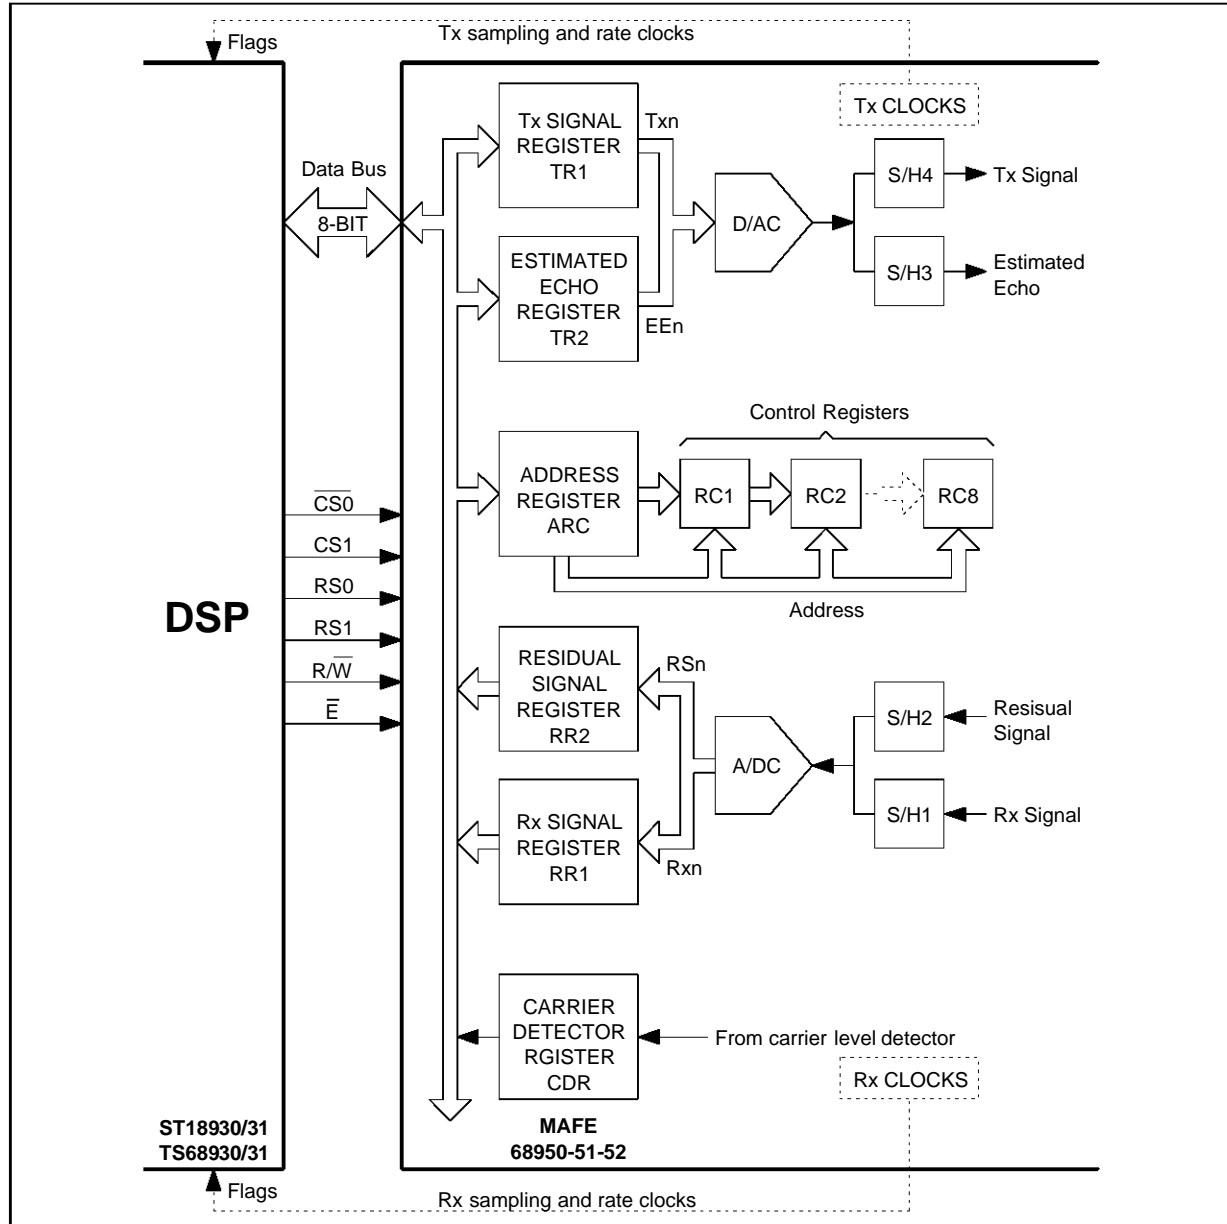 Tx sampling and rate clocks
Flags
Tx CLOCKS
Data Bus
8-BIT
Tx SIGNAL
REGISTER
TR1
Txn
D/AC
S/H4
Tx Signal
ESTIMATED
ECHO
REGISTER
TR2
EEn
S/H3
Estimated
Echo
Control Registers
ADDRESS
REGISTER
ARC
RC1
RC2
RC8
Address
CS0
CS1
RS0
RS1
R/W
E
DSP
RESIDUAL
SIGNAL
REGISTER
RR2
RSn
A/DC
S/H2
Resisual
Signal
Rx SIGNAL
REGISTER
RR1
Rxn
S/H1
Rx Signal
CARRIER
DETECTOR
RGISTER
CDR
From carrier level detector
Rx CLOCKS
ST18930/31
TS68930/31
MAFE
68950-51-52
Flags
Rx sampling and rate clocks